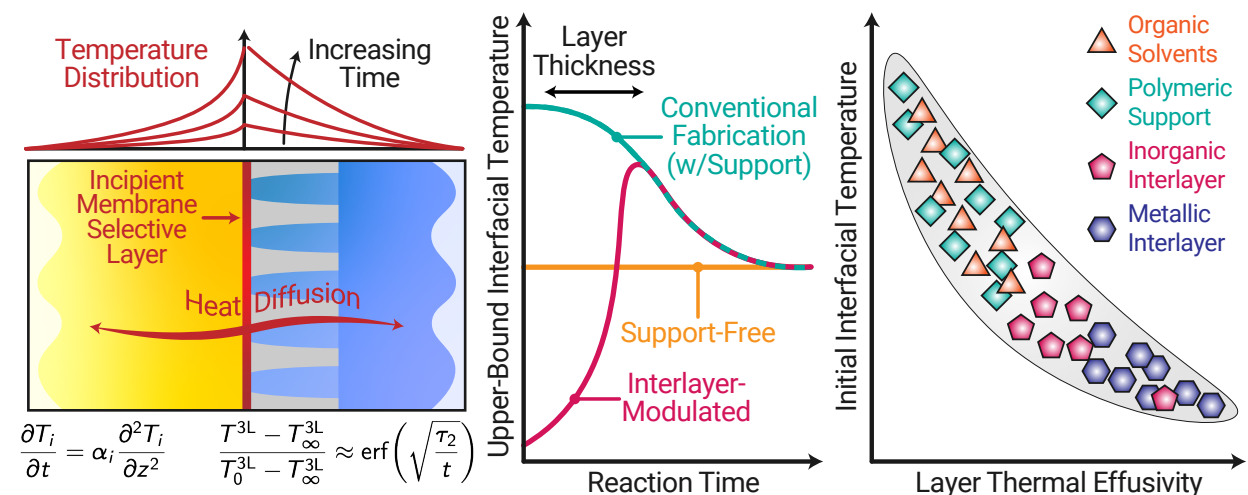 Temperature
Distribution
Increasing
Time
Incipient
Membrane
Selective
Layer
Heat Diffusion
∂T_i/∂t = α_i ∂²T_i/∂z²
(T^{3L} − T_∞^{3L})/(T_0^{3L} − T_∞^{3L}) ≈ erf(√(τ_2/t))
Upper-Bound Interfacial Temperature
Layer
Thickness
Conventional
Fabrication
(w/Support)
Support-Free
Interlayer-
Modulated
Reaction Time
Initial Interfacial Temperature
Organic
Solvents
Polymeric
Support
Inorganic
Interlayer
Metallic
Interlayer
Layer Thermal Effusivity